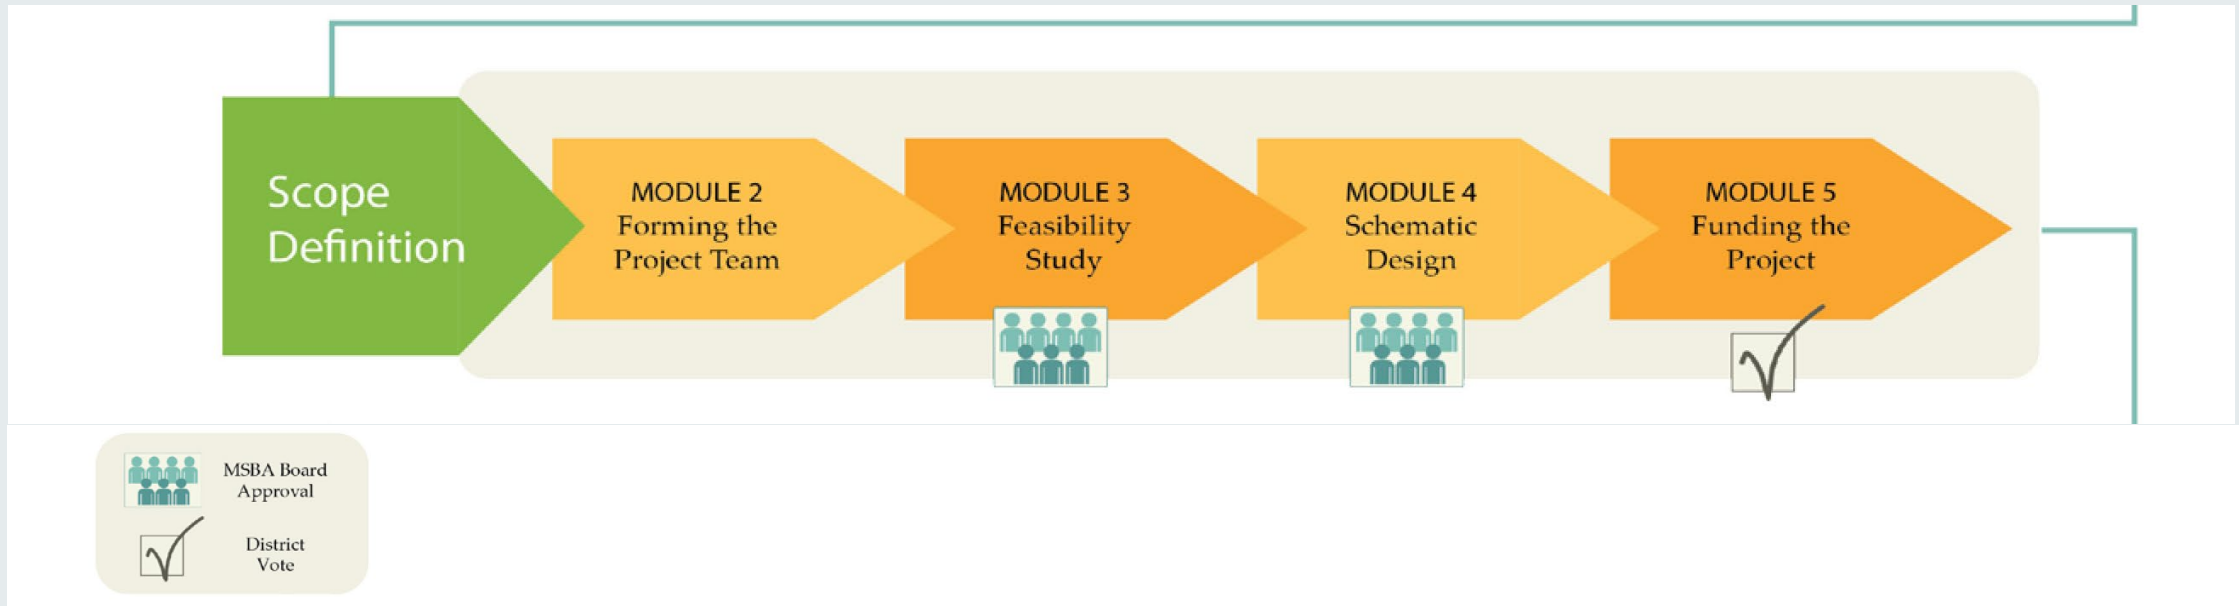 Scope
Definition
MODULE 2
Forming the
Project Team
MODULE 3
Feasibility
Study
MODULE 4
Schematic
Design
MODULE 5
Funding the
Project
MSBA Board
Approval
District
Vote